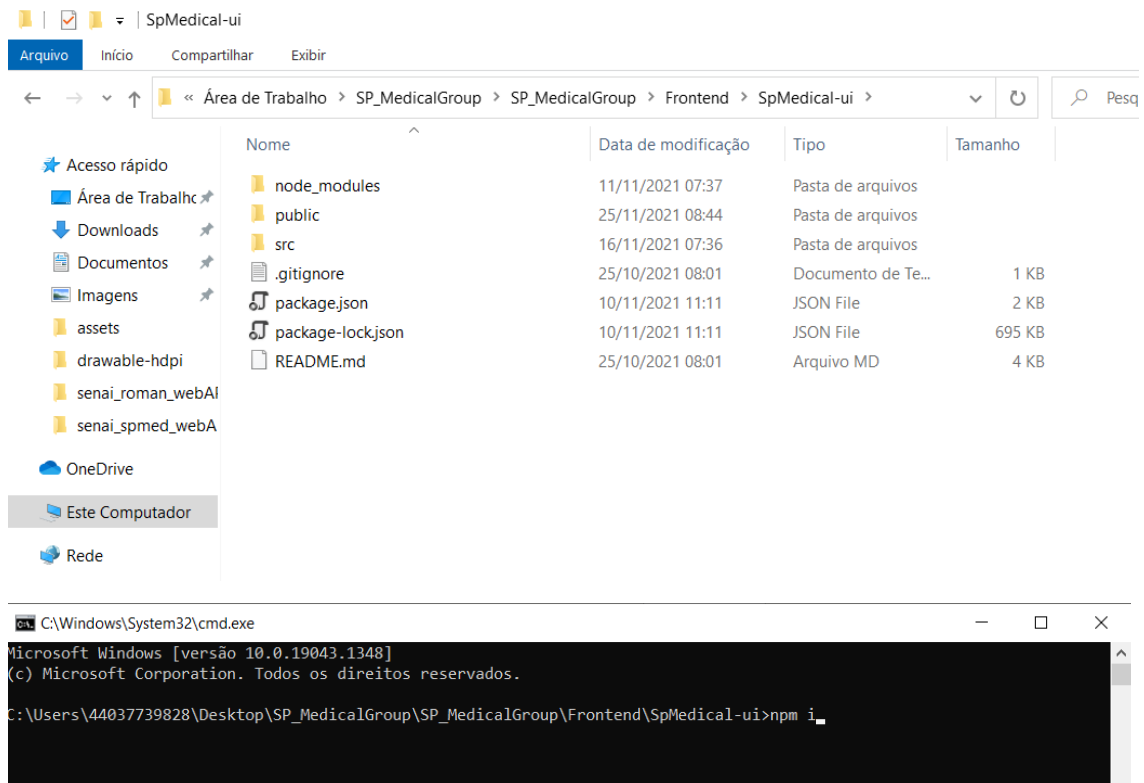 SpMedical-ui
Arquivo Início Compartilhar Exibir
« Área de Trabalho > SP_MedicalGroup > SP_MedicalGroup > Frontend > SpMedical-ui > Pesq
Nome Data de modificação Tipo Tamanho
Acesso rápido
Área de Trabalhc
Downloads
Documentos
Imagens
assets
drawable-hdpi
senai_roman_webAF
senai_spmed_webA
OneDrive
Este Computador
Rede
node_modules 11/11/2021 07:37 Pasta de arquivos
public 25/11/2021 08:44 Pasta de arquivos
src 16/11/2021 07:36 Pasta de arquivos
.gitignore 25/10/2021 08:01 Documento de Te... 1 KB
package.json 10/11/2021 11:11 JSON File 2 KB
package-lock.json 10/11/2021 11:11 JSON File 695 KB
README.md 25/10/2021 08:01 Arquivo MD 4 KB
C:\Windows\System32\cmd.exe
Microsoft Windows [versão 10.0.19043.1348]
(c) Microsoft Corporation. Todos os direitos reservados.
C:\Users\44037739828\Desktop\SP_MedicalGroup\SP_MedicalGroup\Frontend\SpMedical-ui>npm i